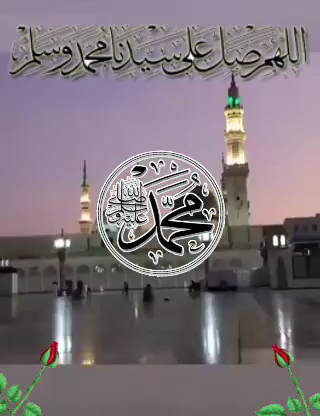 اللهم صل على سيدنا محمد وسلم
محمد
صلى الله عليه وسلم